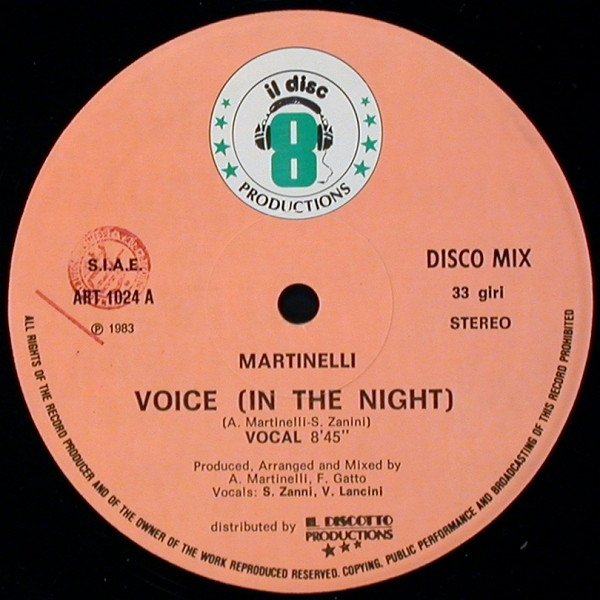 il disc
8
PRODUCTIONS
S.I.A.E.
ART. 1024 A
℗ 1983
DISCO MIX
33 giri
STEREO
MARTINELLI
VOICE (IN THE NIGHT)
(A. Martinelli-S. Zanini)
VOCAL 8'45''
Produced, Arranged and Mixed by
A. Martinelli, F. Gatto
Vocals: S. Zanni, V. Lancini
distributed by IL DISCOTTO
PRODUCTIONS
ALL RIGHTS OF THE RECORD PRODUCER AND OF THE OWNER OF THE WORK REPRODUCED RESERVED. COPYING, PUBLIC PERFORMANCE AND BROADCASTING OF THIS RECORD PROHIBITED